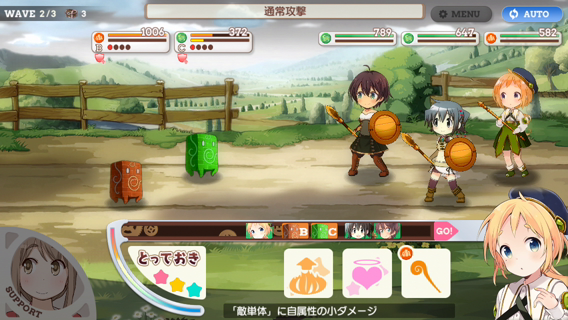 WAVE 2/3 3
通常攻撃
MENU
AUTO
1006
B
372
C
789
647
582
B C GO!
とっておき
SUPPORT
「敵単体」に自属性の小ダメージ